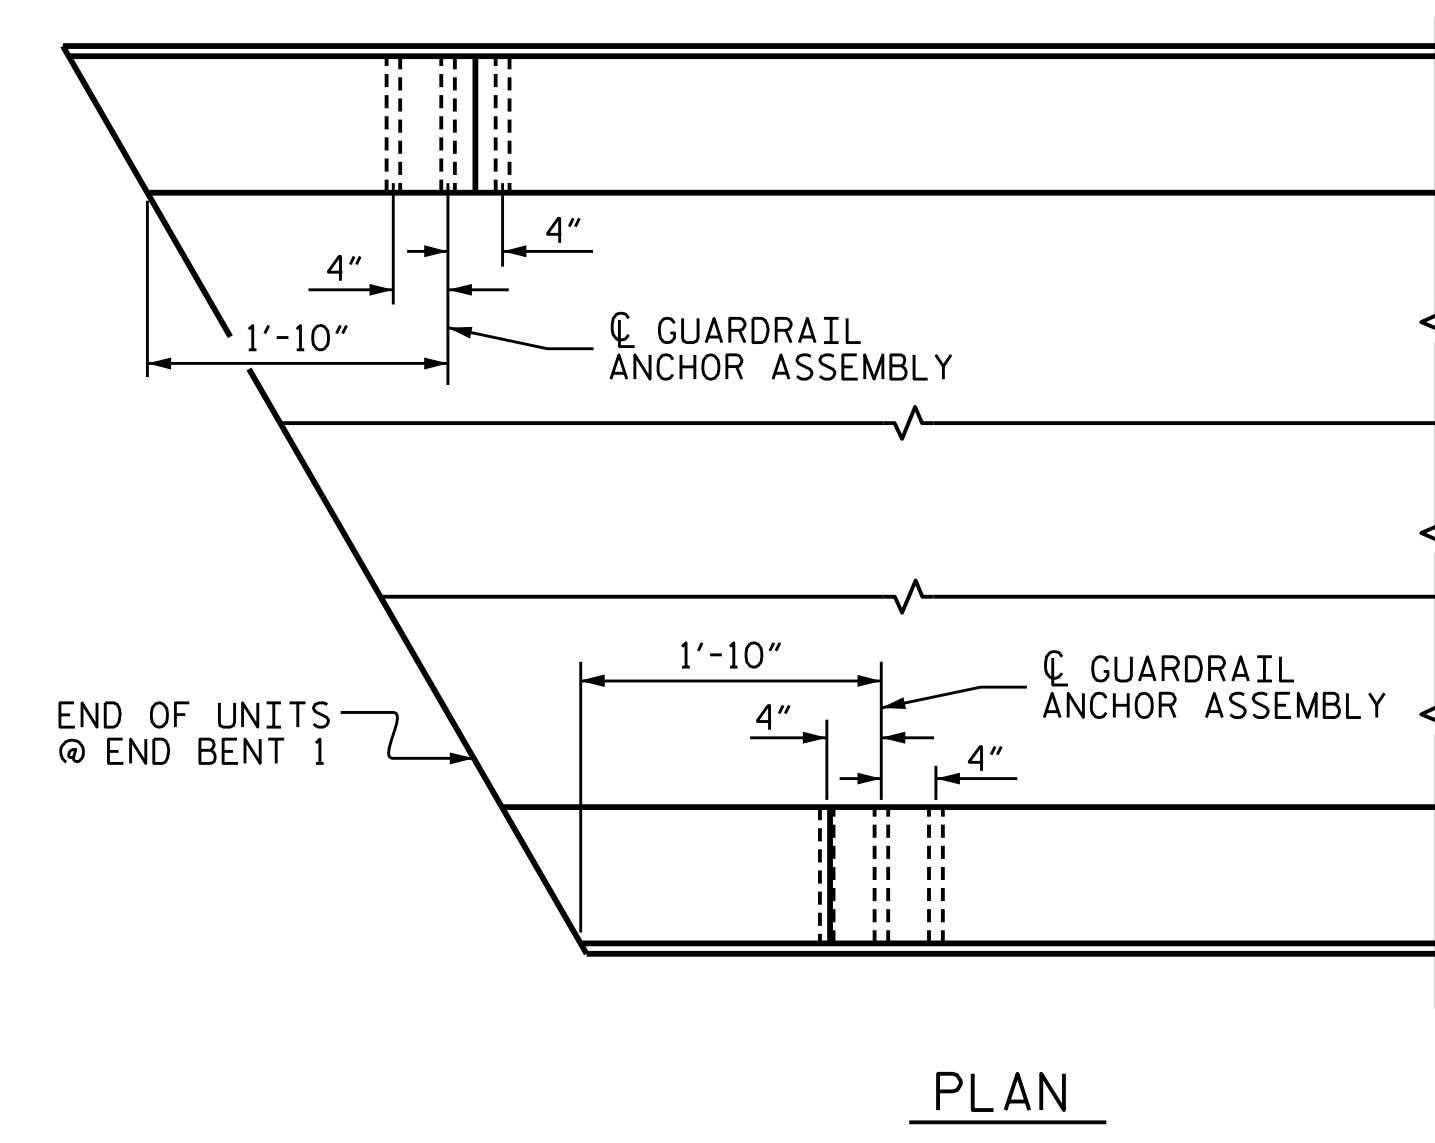 4"
4"
1'-10"
℄ GUARDRAIL
ANCHOR ASSEMBLY
1'-10"
℄ GUARDRAIL
ANCHOR ASSEMBLY
END OF UNITS
@ END BENT 1
4"
4"
PLAN